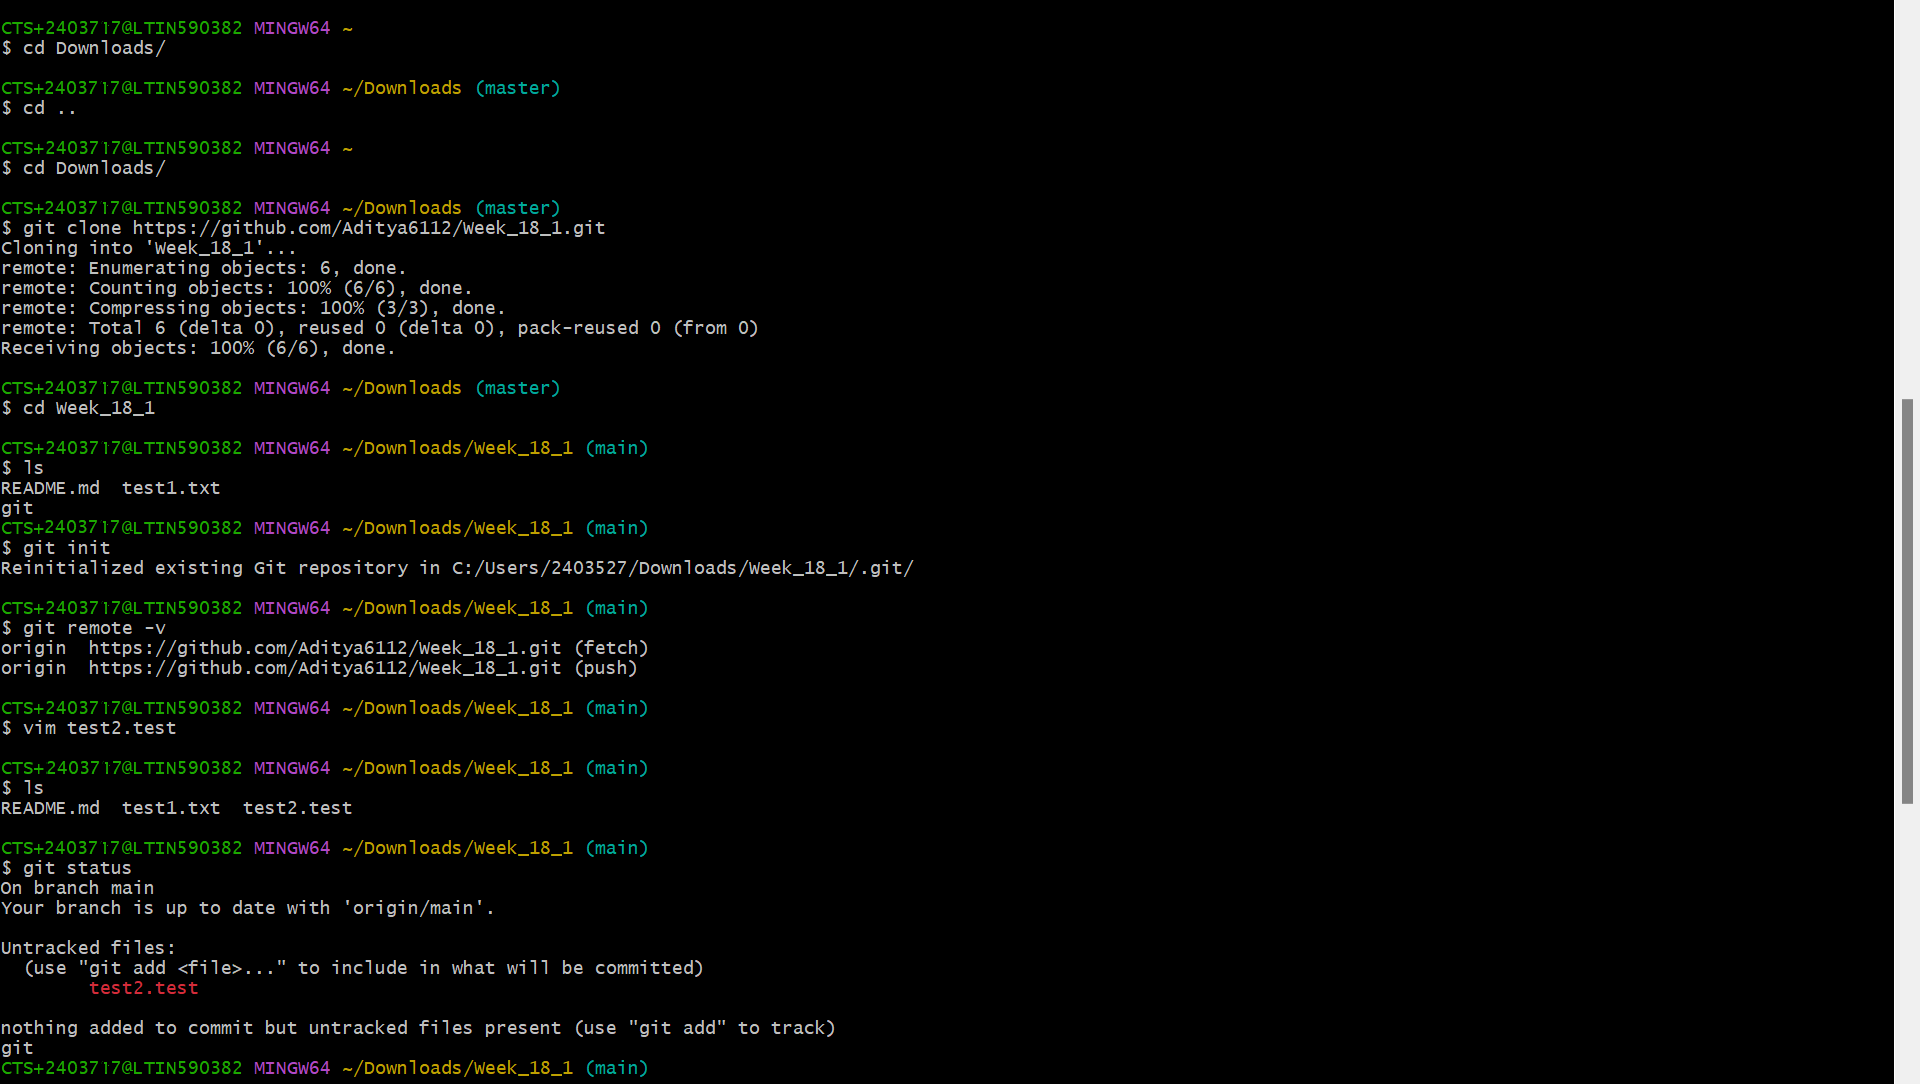 CTS+2403717@LTIN590382 MINGW64 ~
$ cd Downloads/
CTS+2403717@LTIN590382 MINGW64 ~/Downloads (master)
$ cd ..
CTS+2403717@LTIN590382 MINGW64 ~
$ cd Downloads/
CTS+2403717@LTIN590382 MINGW64 ~/Downloads (master)
$ git clone https://github.com/Aditya6112/Week_18_1.git
Cloning into 'Week_18_1'...
remote: Enumerating objects: 6, done.
remote: Counting objects: 100% (6/6), done.
remote: Compressing objects: 100% (3/3), done.
remote: Total 6 (delta 0), reused 0 (delta 0), pack-reused 0 (from 0)
Receiving objects: 100% (6/6), done.
CTS+2403717@LTIN590382 MINGW64 ~/Downloads (master)
$ cd Week_18_1
CTS+2403717@LTIN590382 MINGW64 ~/Downloads/Week_18_1 (main)
$ ls
README.md  test1.txt
git
CTS+2403717@LTIN590382 MINGW64 ~/Downloads/Week_18_1 (main)
$ git init
Reinitialized existing Git repository in C:/Users/2403527/Downloads/Week_18_1/.git/
CTS+2403717@LTIN590382 MINGW64 ~/Downloads/Week_18_1 (main)
$ git remote -v
origin  https://github.com/Aditya6112/Week_18_1.git (fetch)
origin  https://github.com/Aditya6112/Week_18_1.git (push)
CTS+2403717@LTIN590382 MINGW64 ~/Downloads/Week_18_1 (main)
$ vim test2.test
CTS+2403717@LTIN590382 MINGW64 ~/Downloads/Week_18_1 (main)
$ ls
README.md  test1.txt  test2.test
CTS+2403717@LTIN590382 MINGW64 ~/Downloads/Week_18_1 (main)
$ git status
On branch main
Your branch is up to date with 'origin/main'.
Untracked files:
  (use "git add <file>..." to include in what will be committed)
        test2.test
nothing added to commit but untracked files present (use "git add" to track)
git
CTS+2403717@LTIN590382 MINGW64 ~/Downloads/Week_18_1 (main)